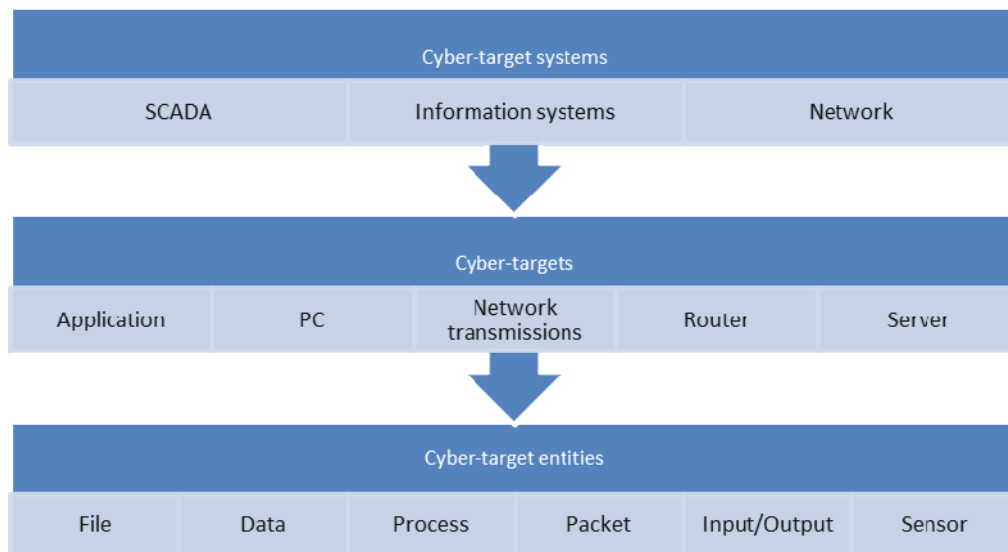 Cyber-target systems
SCADA
Information systems
Network
Cyber-targets
Application
PC
Network
transmissions
Router
Server
Cyber-target entities
File
Data
Process
Packet
Input/Output
Sensor